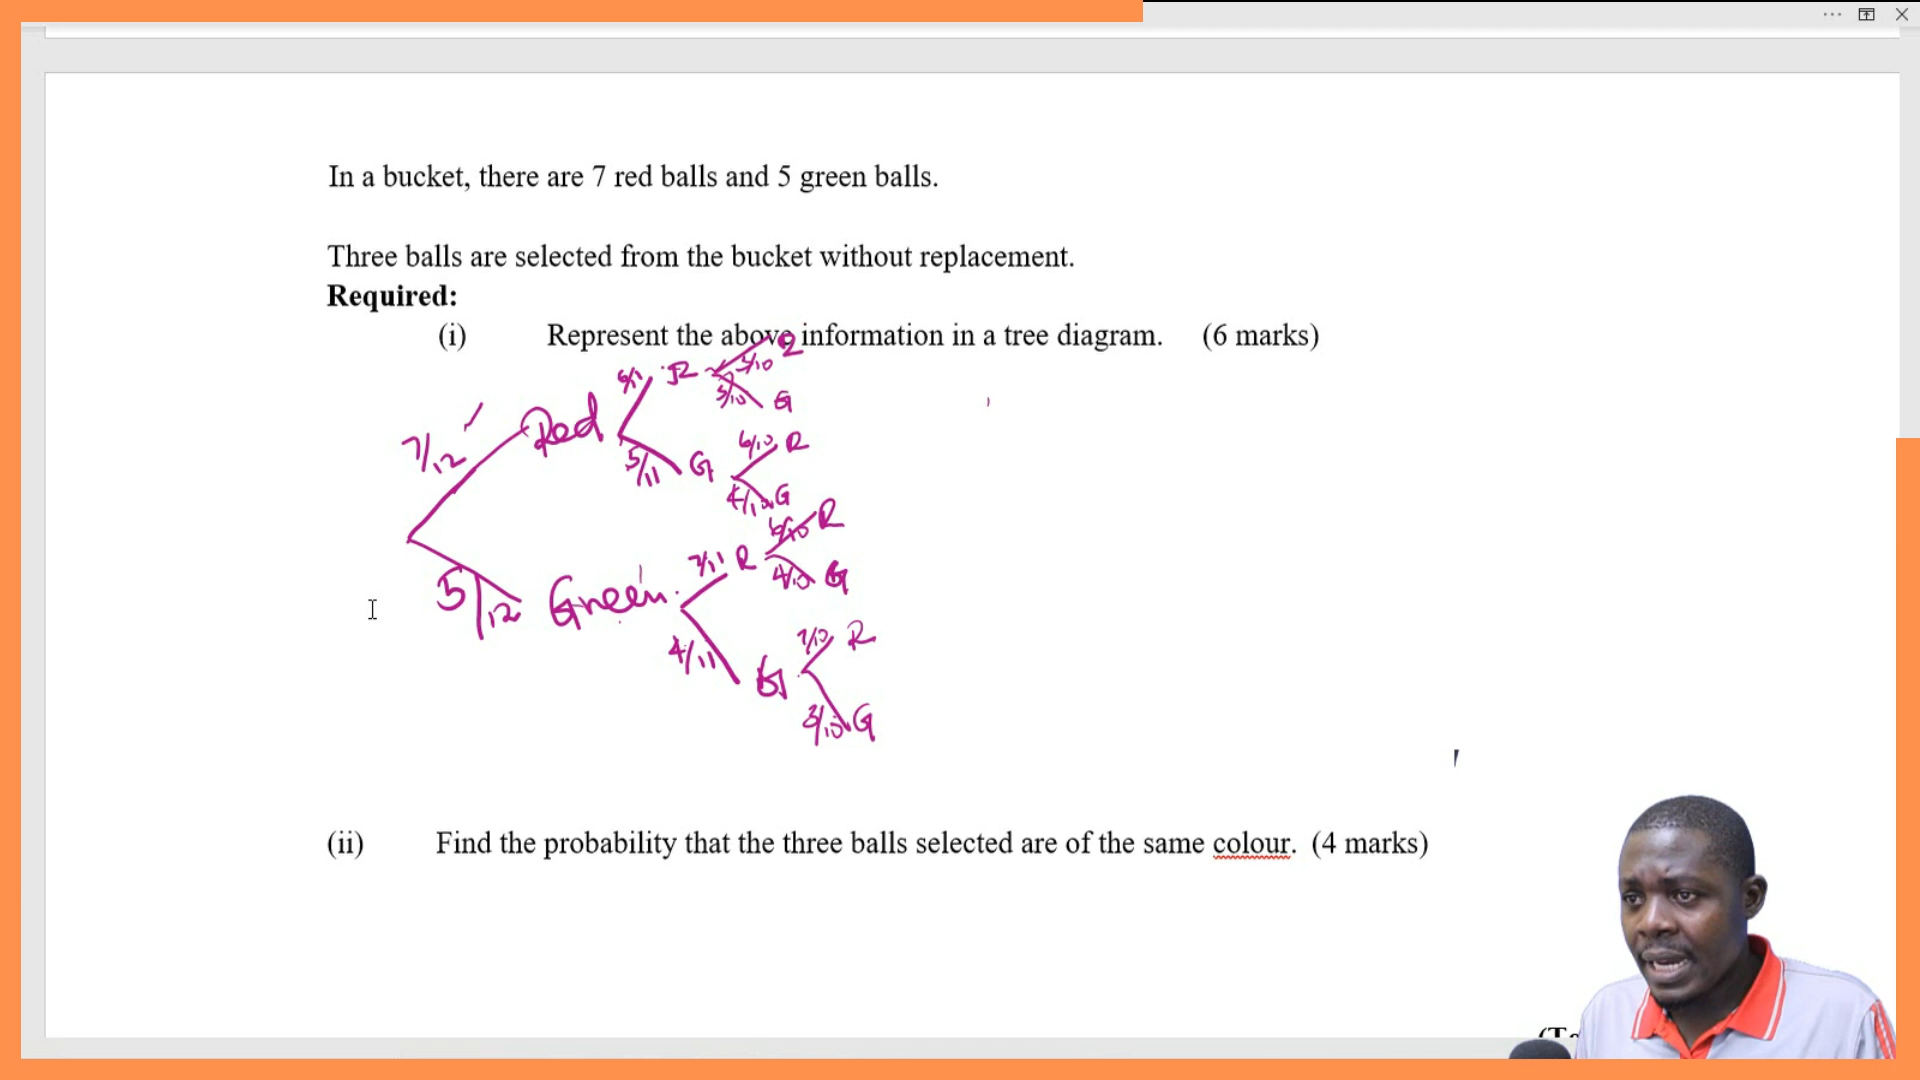 In a bucket, there are 7 red balls and 5 green balls.
Three balls are selected from the bucket without replacement.
Required:
(i) Represent the above information in a tree diagram. (6 marks)
7/12 Red 6/11 R 5/10 R
5/10 G
5/11 G 6/10 R
4/10 G
5/12 Green 7/11 R 6/10 R
4/10 G
4/11 G 7/10 R
3/10 G
(ii) Find the probability that the three balls selected are of the same colour. (4 marks)